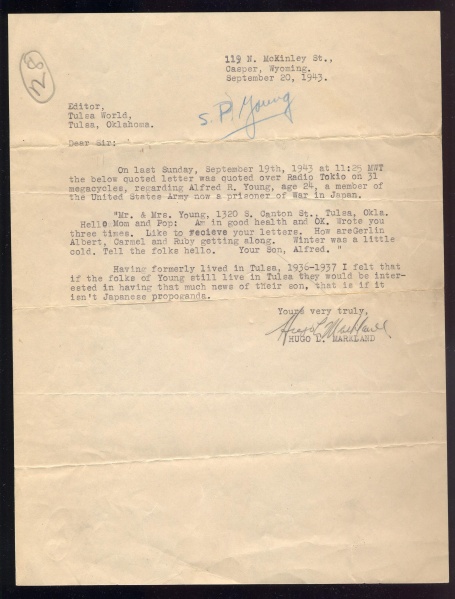 28
119 N. McKinley St.,
Casper, Wyoming.
September 20, 1943.
Editor,
Tulsa World,
Tulsa, Oklahoma.
S. P. Young
Dear Sir:
On last Sunday, September 19th, 1943 at 11:25 MWT
the below quoted letter was quoted over Radio Tokio on 31
megacycles, regarding Alfred R. Young, age 24, a member of
the United States Army now a prisoner of War in Japan.
"Mr. & Mrs. Young, 1320 S. Canton St., Tulsa, Okla.
Hello Mom and Pop: Am in good health and OK. Wrote you
three times. Like to recieve your letters. How areGerlin
Albert, Carmel and Ruby getting along. Winter was a little
cold. Tell the folks hello. Your Son, Alfred. "
Having formerly lived in Tulsa, 1936-1937 I felt that
if the folks of Young still live in Tulsa they would be inter-
ested in having that much news of their son, that is if it
isn't Japanese propoganda.
Yours very truly,
Hugo L Markland
HUGO L. MARKLAND